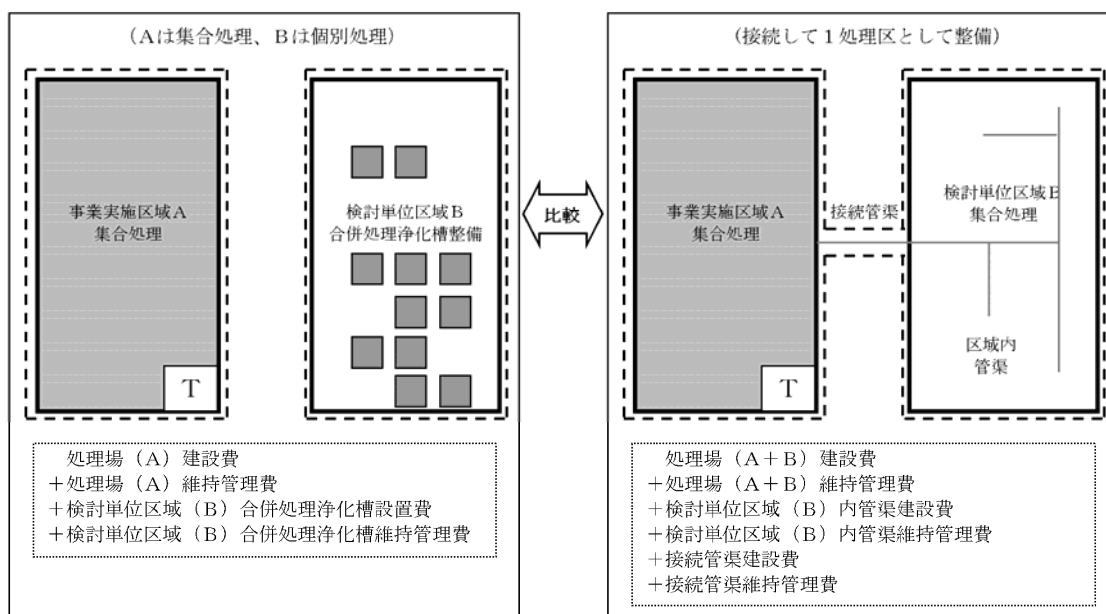 (Aは集合処理、Bは個別処理)
事業実施区域A
集合処理
T
検討単位区域B
合併処理浄化槽整備
処理場（A）建設費
＋処理場（A）維持管理費
＋検討単位区域（B）合併処理浄化槽設置費
＋検討単位区域（B）合併処理浄化槽維持管理費
比較
(接続して１処理区として整備)
事業実施区域A
集合処理
T
接続管渠
検討単位区域B
集合処理
区域内
管渠
処理場（A＋B）建設費
＋処理場（A＋B）維持管理費
＋検討単位区域（B）内管渠建設費
＋検討単位区域（B）内管渠維持管理費
＋接続管渠建設費
＋接続管渠維持管理費